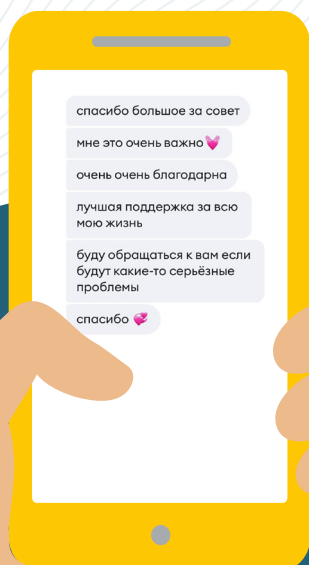 спасибо большое за совет
мне это очень важно💓
очень очень благодарна
лучшая поддержка за всю
мою жизнь
буду обращаться к вам если
будут какие-то серьёзные
проблемы
спасибо 💞